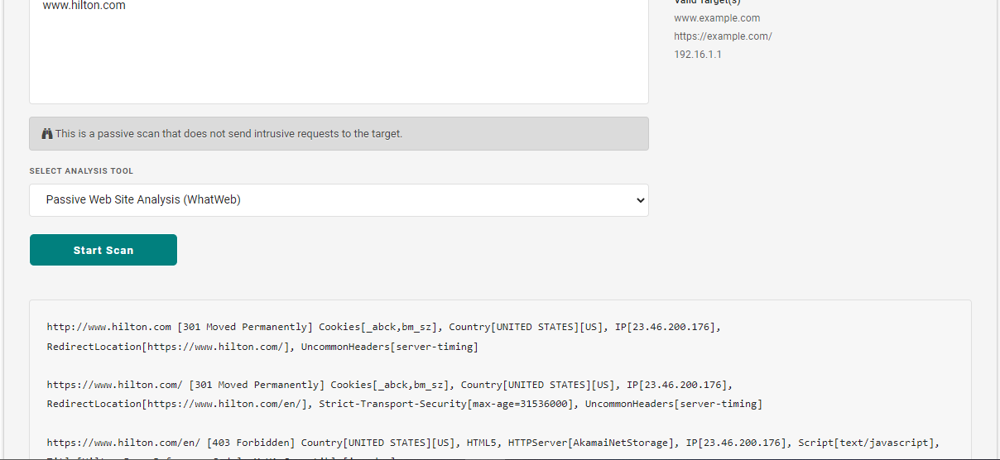 www.hilton.com
Valid Target(s)
www.example.com
https://example.com/
192.16.1.1
This is a passive scan that does not send intrusive requests to the target.
SELECT ANALYSIS TOOL
Passive Web Site Analysis (WhatWeb)
Start Scan
http://www.hilton.com [301 Moved Permanently] Cookies[_abck,bm_sz], Country[UNITED STATES][US], IP[23.46.200.176],
RedirectLocation[https://www.hilton.com/], UncommonHeaders[server-timing]
https://www.hilton.com/ [301 Moved Permanently] Cookies[_abck,bm_sz], Country[UNITED STATES][US], IP[23.46.200.176],
RedirectLocation[https://www.hilton.com/en/], Strict-Transport-Security[max-age=31536000], UncommonHeaders[server-timing]
https://www.hilton.com/en/ [403 Forbidden] Country[UNITED STATES][US], HTML5, HTTPServer[AkamaiNetStorage], IP[23.46.200.176], Script[text/javascript],